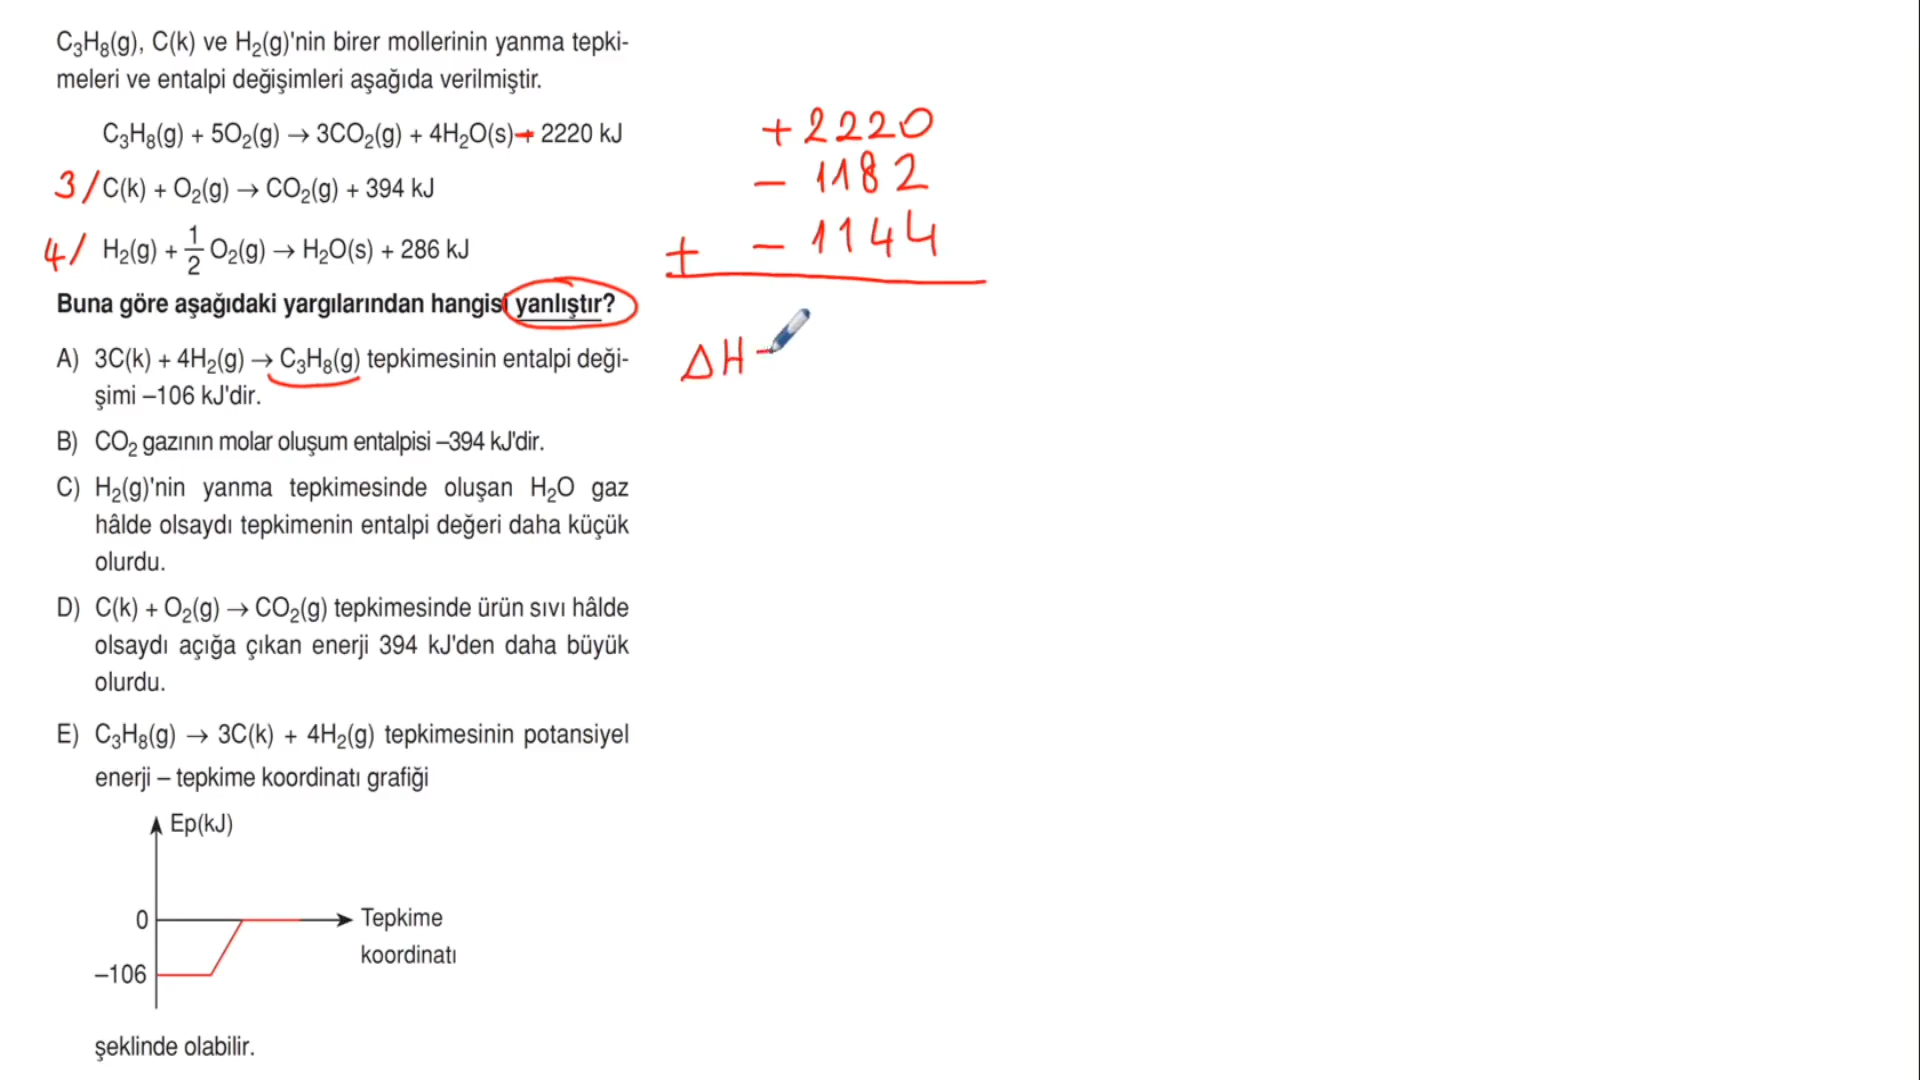 C₃H₈(g), C(k) ve H₂(g)'nin birer mollerinin yanma tepki-
meleri ve entalpi değişimleri aşağıda verilmiştir.
C₃H₈(g) + 5O₂(g) → 3CO₂(g) + 4H₂O(s) + 2220 kJ
3/ C(k) + O₂(g) → CO₂(g) + 394 kJ
4/ H₂(g) + 1/2 O₂(g) → H₂O(s) + 286 kJ
Buna göre aşağıdaki yargılarından hangisi yanlıştır?
A) 3C(k) + 4H₂(g) → C₃H₈(g) tepkimesinin entalpi deği-
şimi –106 kJ'dir.
B) CO₂ gazının molar oluşum entalpisi –394 kJ'dir.
C) H₂(g)'nin yanma tepkimesinde oluşan H₂O gaz
hâlde olsaydı tepkimenin entalpi değeri daha küçük
olurdu.
D) C(k) + O₂(g) → CO₂(g) tepkimesinde ürün sıvı hâlde
olsaydı açığa çıkan enerji 394 kJ'den daha büyük
olurdu.
E) C₃H₈(g) → 3C(k) + 4H₂(g) tepkimesinin potansiyel
enerji – tepkime koordinatı grafiği
Ep(kJ)
0
Tepkime
koordinatı
–106
şeklinde olabilir.
+2220
– 1182
+ – 1144
ΔH –